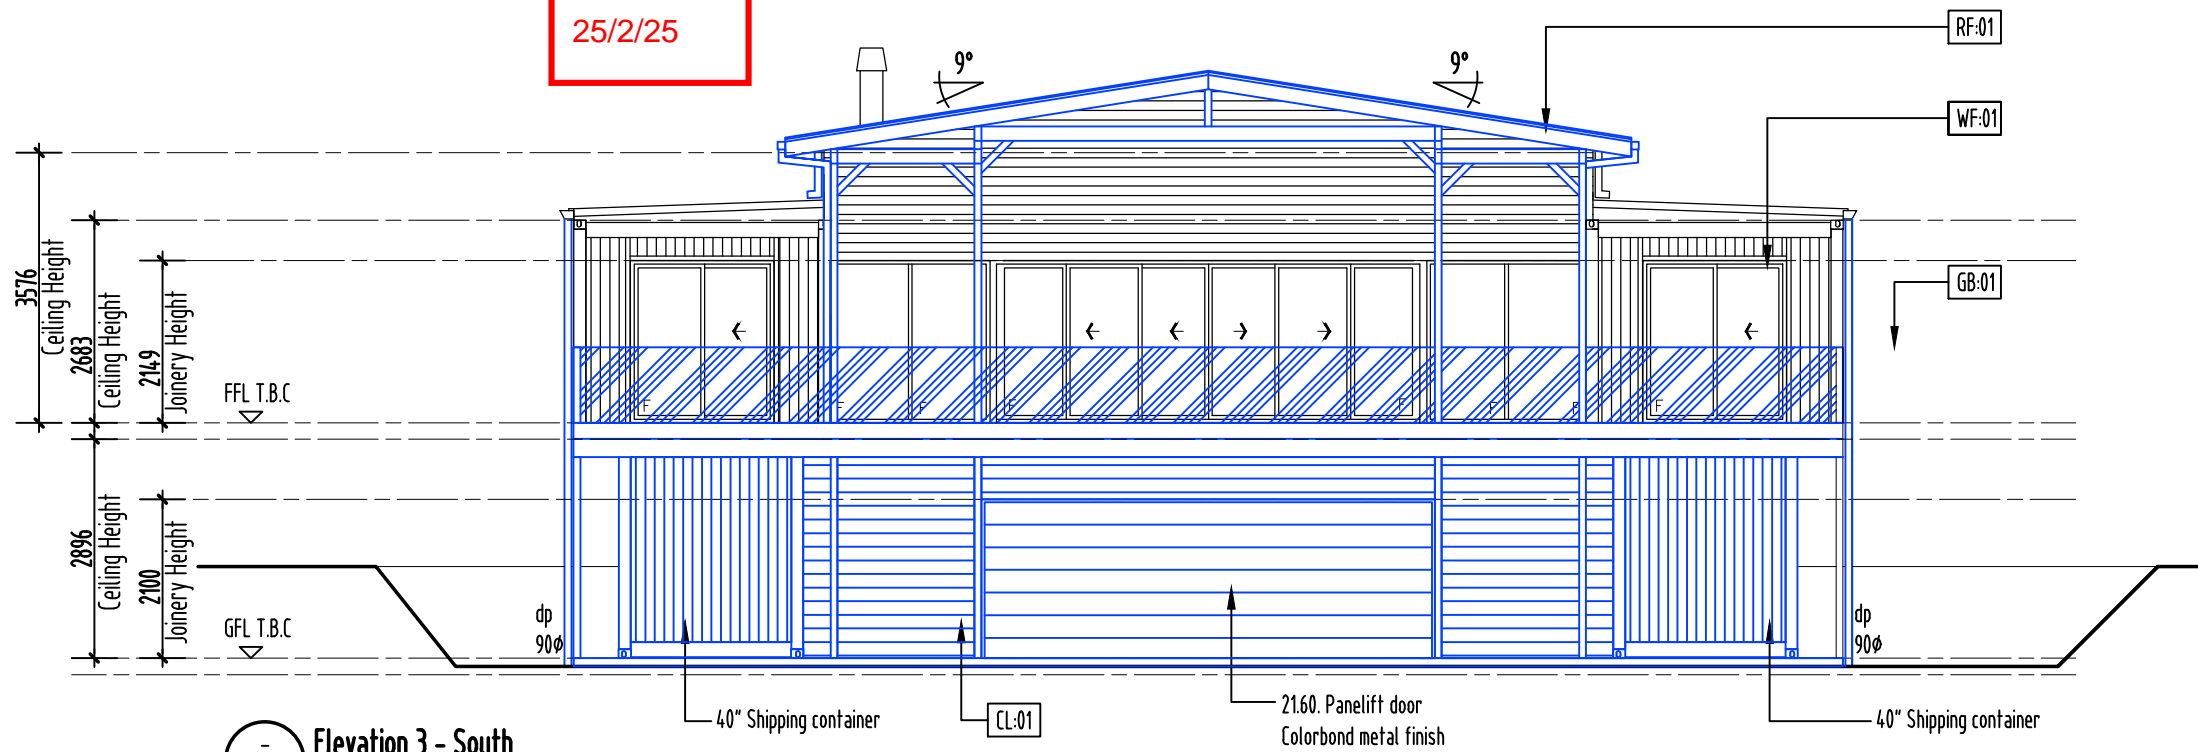 25/2/25
RF:01
9°
9°
WF:01
3576
Ceiling Height
2683
Ceiling Height
2149
Joinery Height
GB:01
FFL T.B.C
F
F
F
F
F
F
F
F
2896
Ceiling Height
2100
Joinery Height
GFL T.B.C
dp
90ø
dp
90ø
40" Shipping container
CL:01
21.60. Panelift door
Colorbond metal finish
40" Shipping container
-
Elevation 3 - South